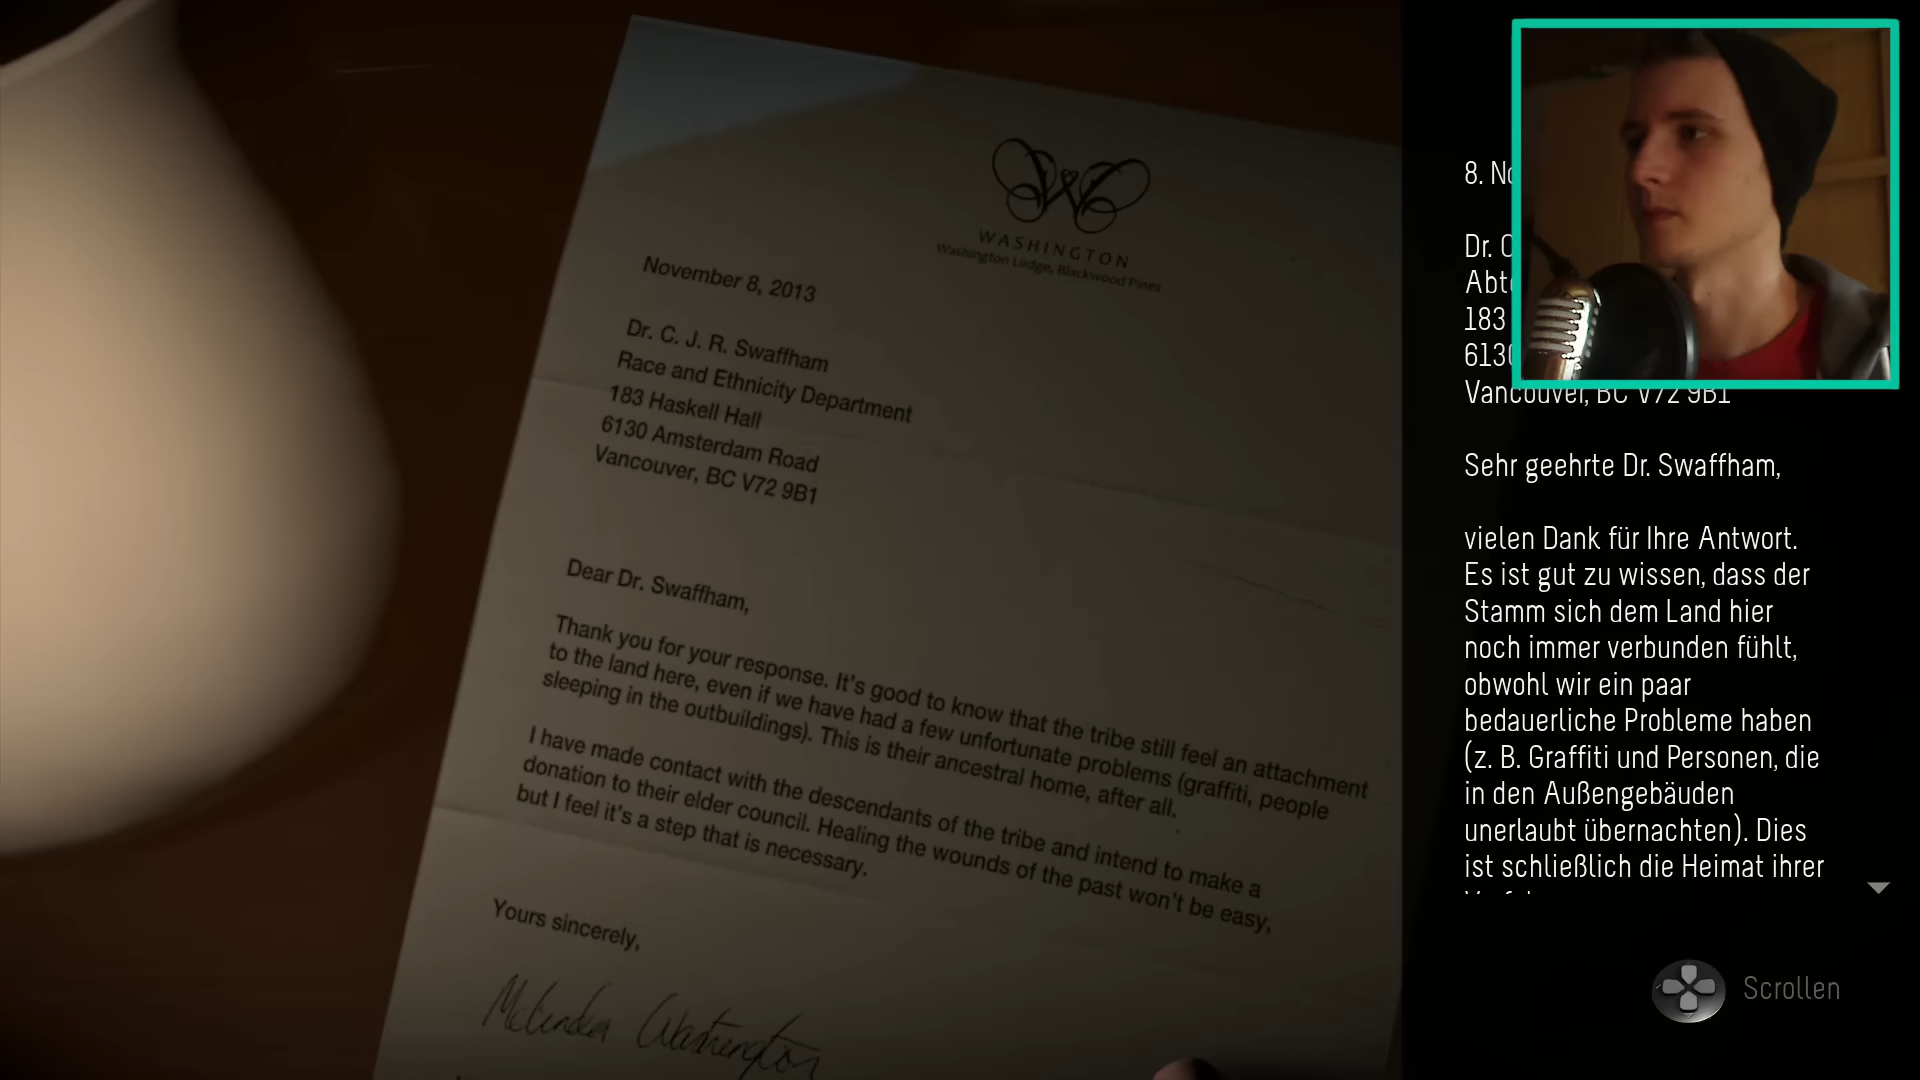 WASHINGTON
Washington Lodge, Blackwood Pines
November 8, 2013
Dr. C. J. R. Swaffham
Race and Ethnicity Department
183 Haskell Hall
6130 Amsterdam Road
Vancouver, BC V72 9B1
Dear Dr. Swaffham,
Thank you for your response. It's good to know that the tribe still feel an attachment
to the land here, even if we have had a few unfortunate problems (graffiti, people
sleeping in the outbuildings). This is their ancestral home, after all.
I have made contact with the descendants of the tribe and intend to make a
donation to their elder council. Healing the wounds of the past won't be easy,
but I feel it's a step that is necessary.
Yours sincerely,
Melinda Washington
8.
Dr.
183
Vancouver, BC V72 9B1
Sehr geehrte Dr. Swaffham,
vielen Dank für Ihre Antwort.
Es ist gut zu wissen, dass der
Stamm sich dem Land hier
noch immer verbunden fühlt,
obwohl wir ein paar
bedauerliche Probleme haben
(z. B. Graffiti und Personen, die
in den Außengebäuden
unerlaubt übernachten). Dies
ist schließlich die Heimat ihrer
Scrollen